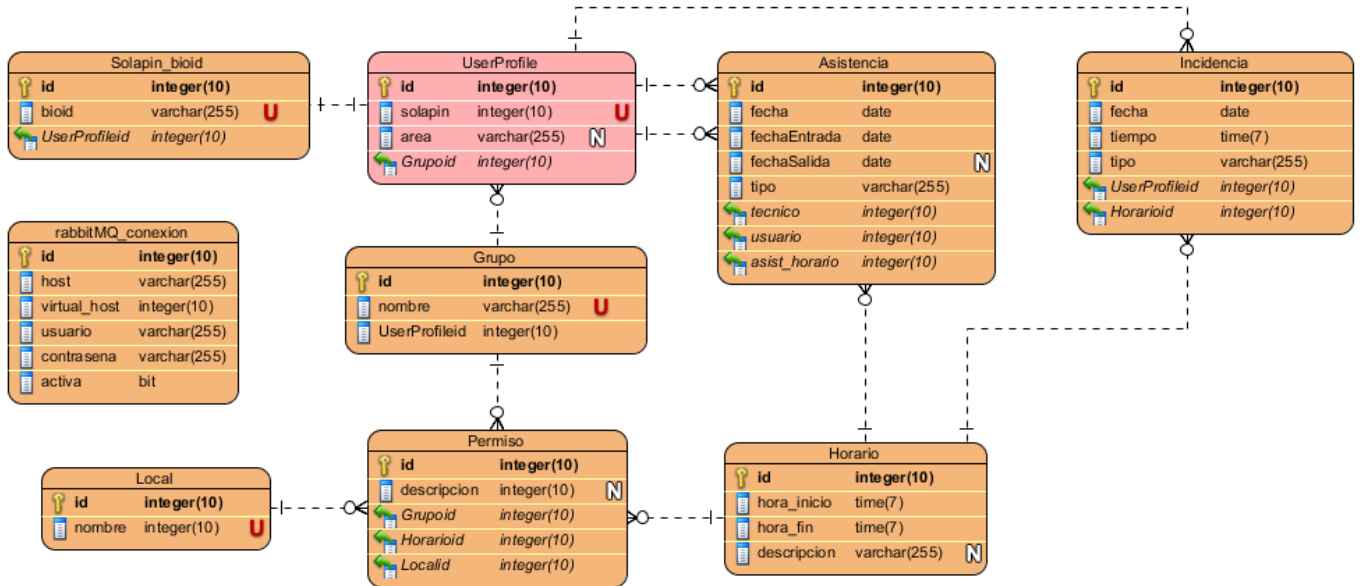 Solapin_bioid
id integer(10)
bioid varchar(255) U
UserProfileid integer(10)
UserProfile
id integer(10)
solapin integer(10) U
área varchar(255) N
Grupoid integer(10)
Asistencia
id integer(10)
fecha date
fechaEntrada date
fechaSalida date N
tipo varchar(255)
tecnico integer(10)
usuario integer(10)
asist_horario integer(10)
Incidencia
id integer(10)
fecha date
tiempo time(7)
tipo varchar(255)
UserProfileid integer(10)
Horarioid integer(10)
rabbitMQ_conexion
id integer(10)
host varchar(255)
virtual_host integer(10)
usuario varchar(255)
contrasena varchar(255)
activa bit
Grupo
id integer(10)
nombre varchar(255) U
UserProfileid integer(10)
Local
id integer(10)
nombre integer(10) U
Permiso
id integer(10)
descripcion integer(10) N
Grupoid integer(10)
Horarioid integer(10)
Localid integer(10)
Horario
id integer(10)
hora_inicio time(7)
hora_fin time(7)
descripcion varchar(255) N